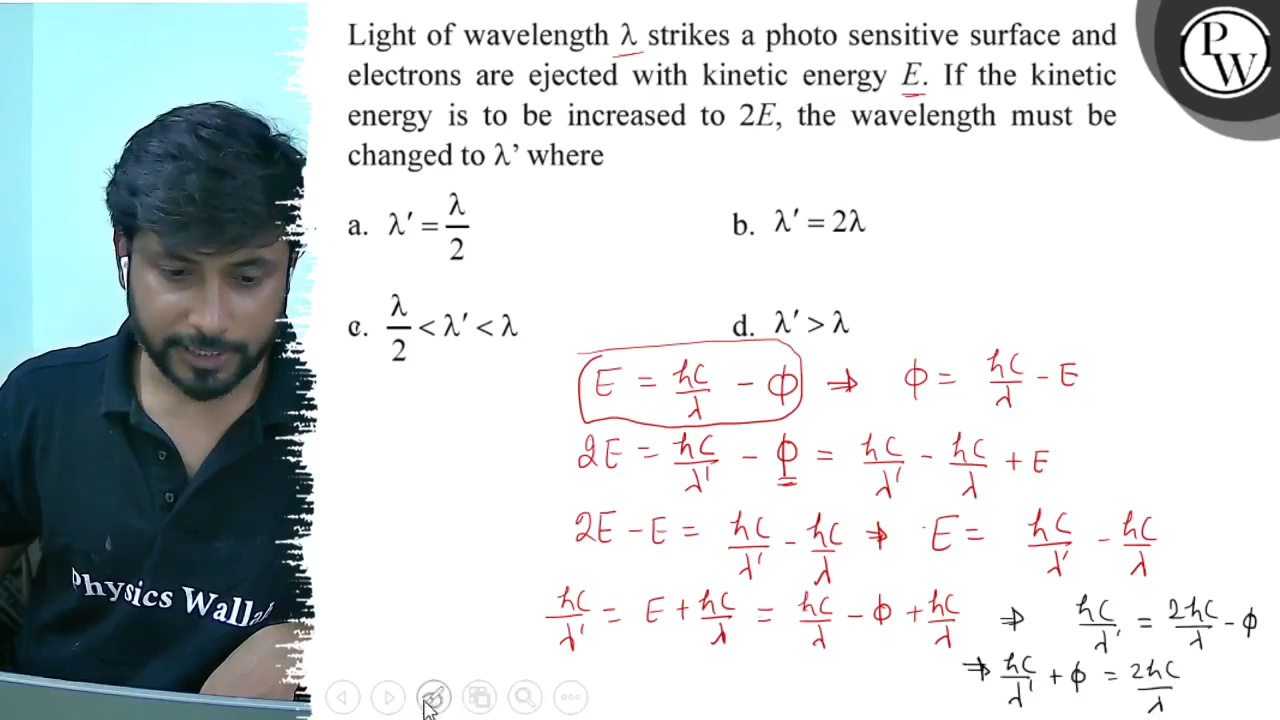 Light of wavelength λ strikes a photo sensitive surface and
electrons are ejected with kinetic energy E. If the kinetic
energy is to be increased to 2E, the wavelength must be
changed to λ' where
a. λ′ = λ/2
b. λ′ = 2λ
c. λ/2 < λ′ < λ
d. λ′ > λ
E = hc/λ - φ ⇒ φ = hc/λ - E
2E = hc/λ' - φ = hc/λ' - hc/λ + E
2E - E = hc/λ' - hc/λ ⇒ E = hc/λ' - hc/λ
hc/λ' = E + hc/λ = hc/λ - φ + hc/λ ⇒ hc/λ' = 2hc/λ - φ
⇒ hc/λ' + φ = 2hc/λ
PW
Physics Walla